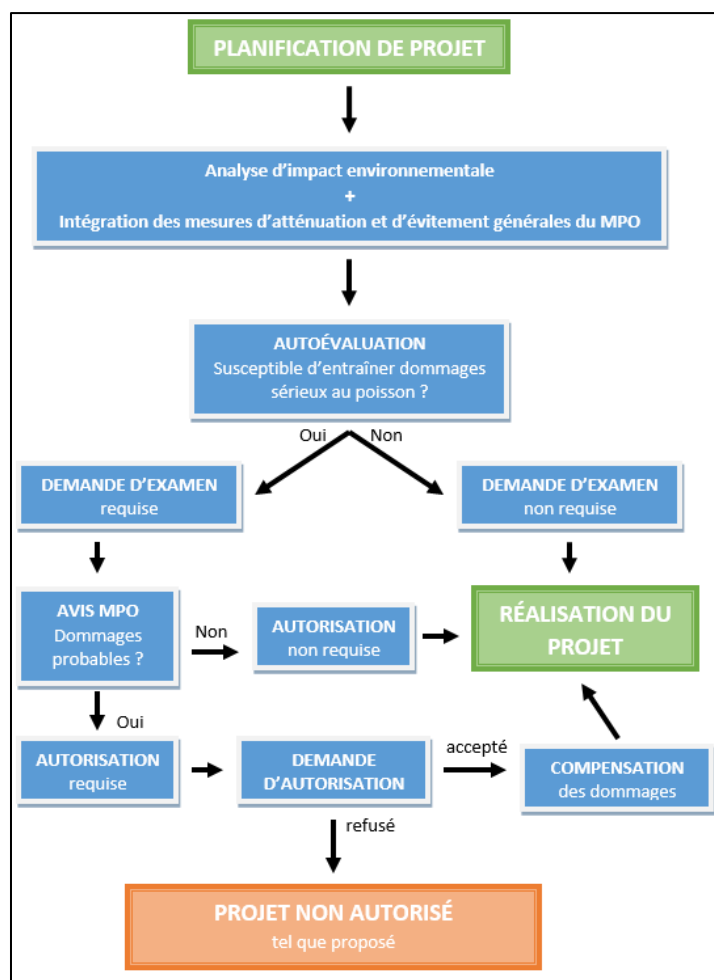 PLANIFICATION DE PROJET
Analyse d'impact environnementale
+
Intégration des mesures d'atténuation et d'évitement générales du MPO
AUTOÉVALUATION
Susceptible d'entraîner dommages
sérieux au poisson ?
Oui
Non
DEMANDE D'EXAMEN
requise
DEMANDE D'EXAMEN
non requise
AVIS MPO
Dommages
probables ?
Non
AUTORISATION
non requise
RÉALISATION DU
PROJET
Oui
AUTORISATION
requise
DEMANDE
D'AUTORISATION
accepté
COMPENSATION
des dommages
refusé
PROJET NON AUTORISÉ
tel que proposé